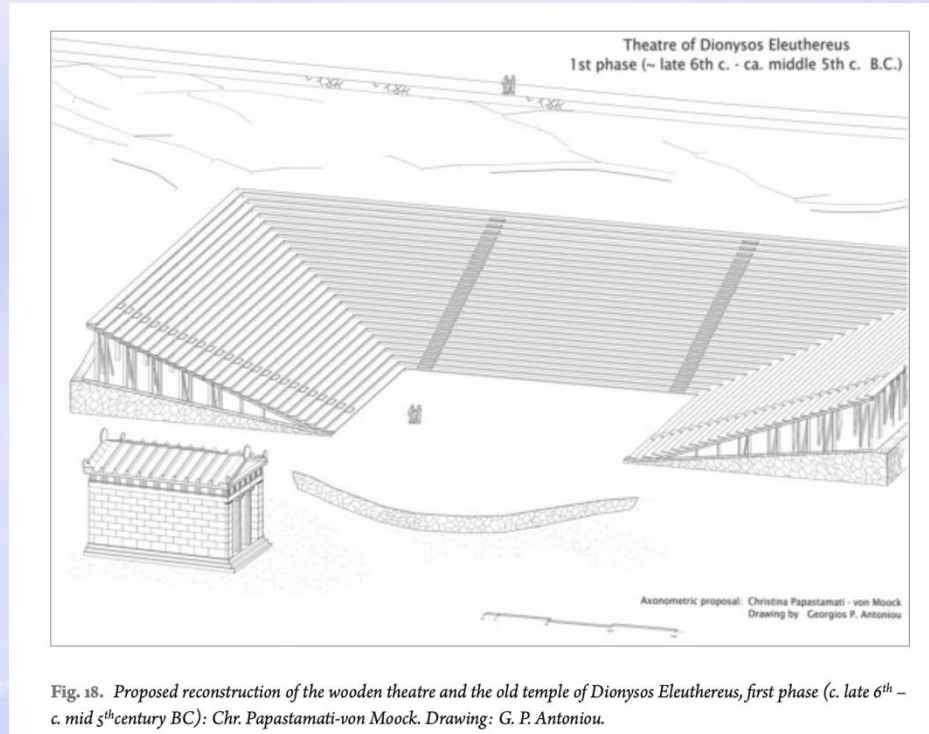 Theatre of Dionysos Eleuthereus
1st phase (~ late 6th c. - ca. middle 5th c. B.C.)
Axonometric proposal: Christina Papastamati - von Moock
Drawing by Georgios P. Antoniou
Fig. 18. Proposed reconstruction of the wooden theatre and the old temple of Dionysos Eleuthereus, first phase (c. late 6th –
c. mid 5thcentury BC): Chr. Papastamati-von Moock. Drawing: G. P. Antoniou.